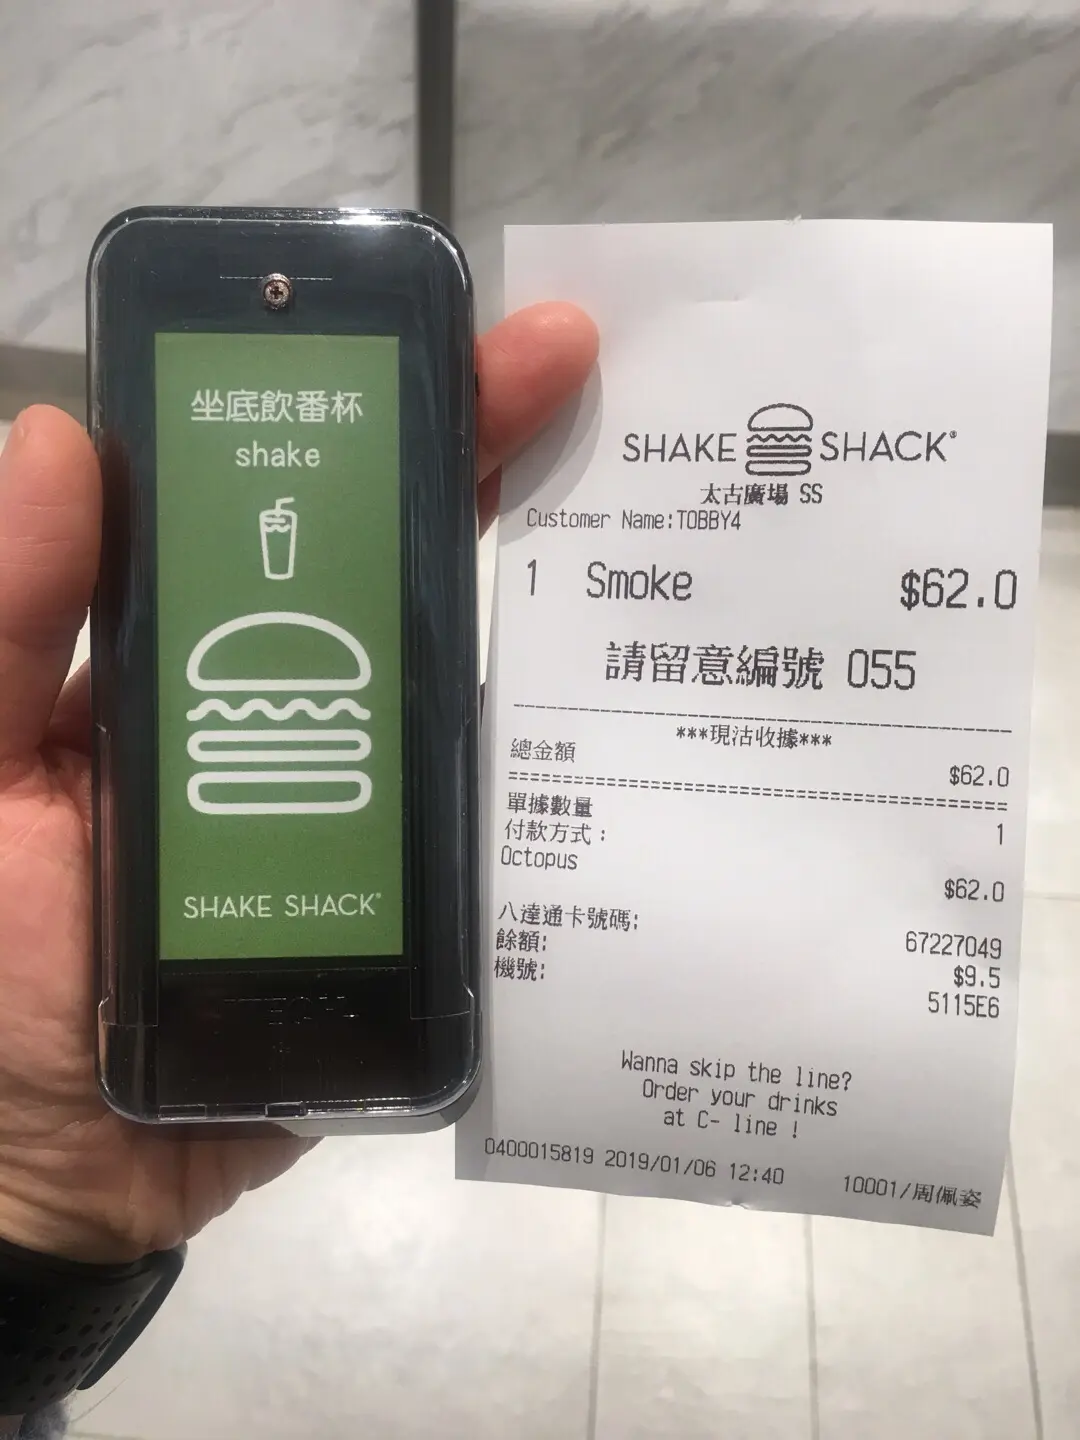 坐底飲番杯
shake
SHAKE SHACK®
SHAKE SHACK®
太古廣場 SS
Customer Name:TOBBY4
1 Smoke $62.0
請留意編號 055
***現沽收據***
總金額 $62.0
單據數量 1
付款方式:
Octopus $62.0
八達通卡號碼: 67227049
餘額: $9.5
機號: 5115E6
Wanna skip the line?
Order your drinks
at C- line !
0400015819 2019/01/06 12:40 10001/周佩姿